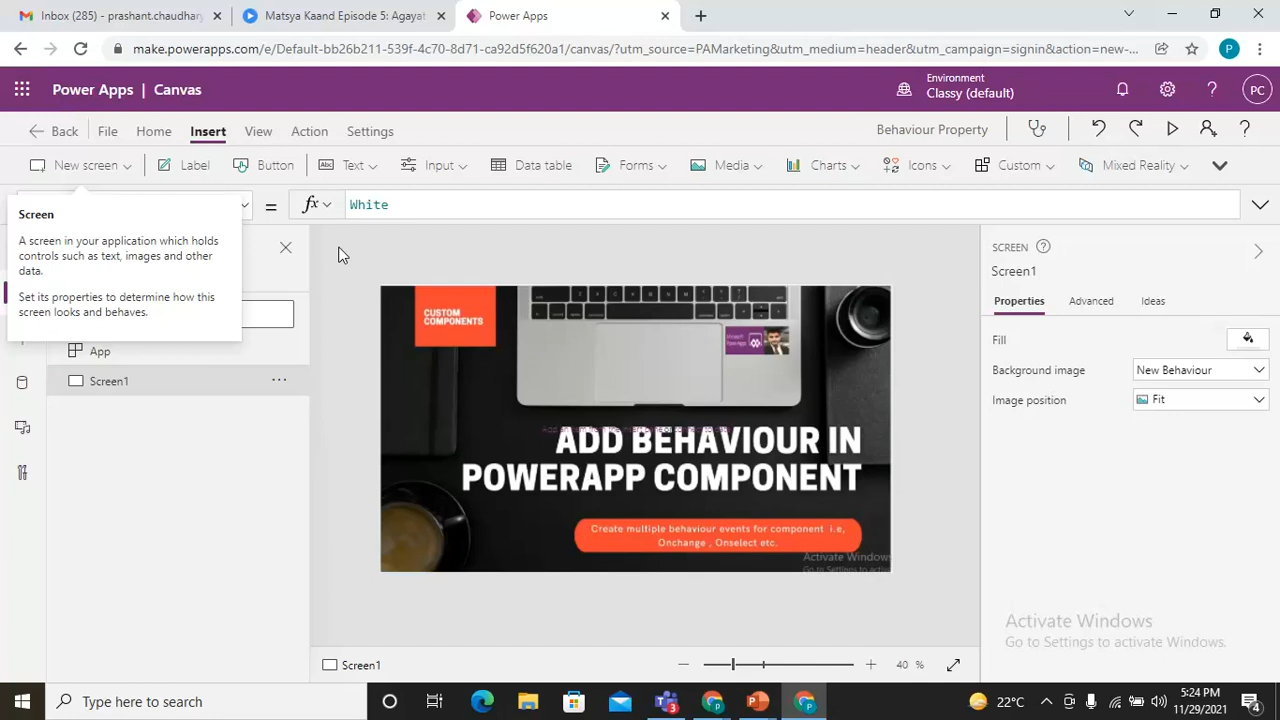 Inbox (285) - prashant.chaudhary
Matsya Kaand Episode 5: Agayat
Power Apps
make.powerapps.com/e/Default-bb26b211-539f-4c70-8d71-ca92d5f620a1/canvas/?utm_source=PAMarketing&utm_medium=header&utm_campaign=signin&action=new-...
P
Power Apps | Canvas
Environment
Classy (default)
PC
Back
File
Home
Insert
View
Action
Settings
Behaviour Property
New screen
Label
Button
Text
Input
Data table
Forms
Media
Charts
Icons
Custom
Mixed Reality
= fx White
Screen
A screen in your application which holds
controls such as text, images and other
data.
Set its properties to determine how this
screen looks and behaves.
App
Screen1
CUSTOM
COMPONENTS
ADD BEHAVIOUR IN
POWERAPP COMPONENT
Create multiple behaviour events for component i.e,
Onchange , Onselect etc.
Activate Windows
SCREEN
Screen1
Properties
Advanced
Ideas
Fill
Background image
New Behaviour
Image position
Fit
Activate Windows
Go to Settings to activate Windows.
Screen1
40 %
Type here to search
22°C
5:24 PM
11/29/2021
4